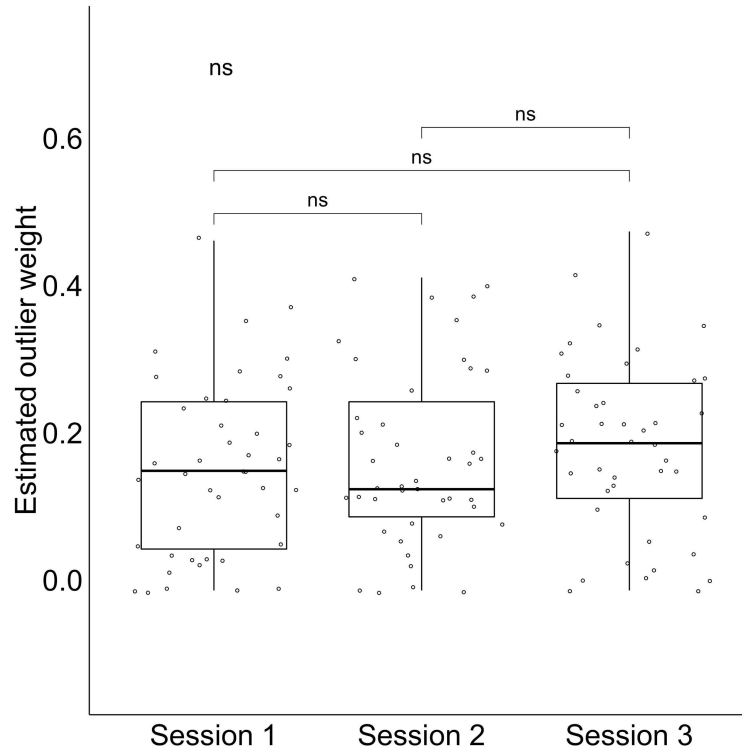 ns
ns
ns
ns
Estimated outlier weight
0.6
0.4
0.2
0.0
Session 1
Session 2
Session 3